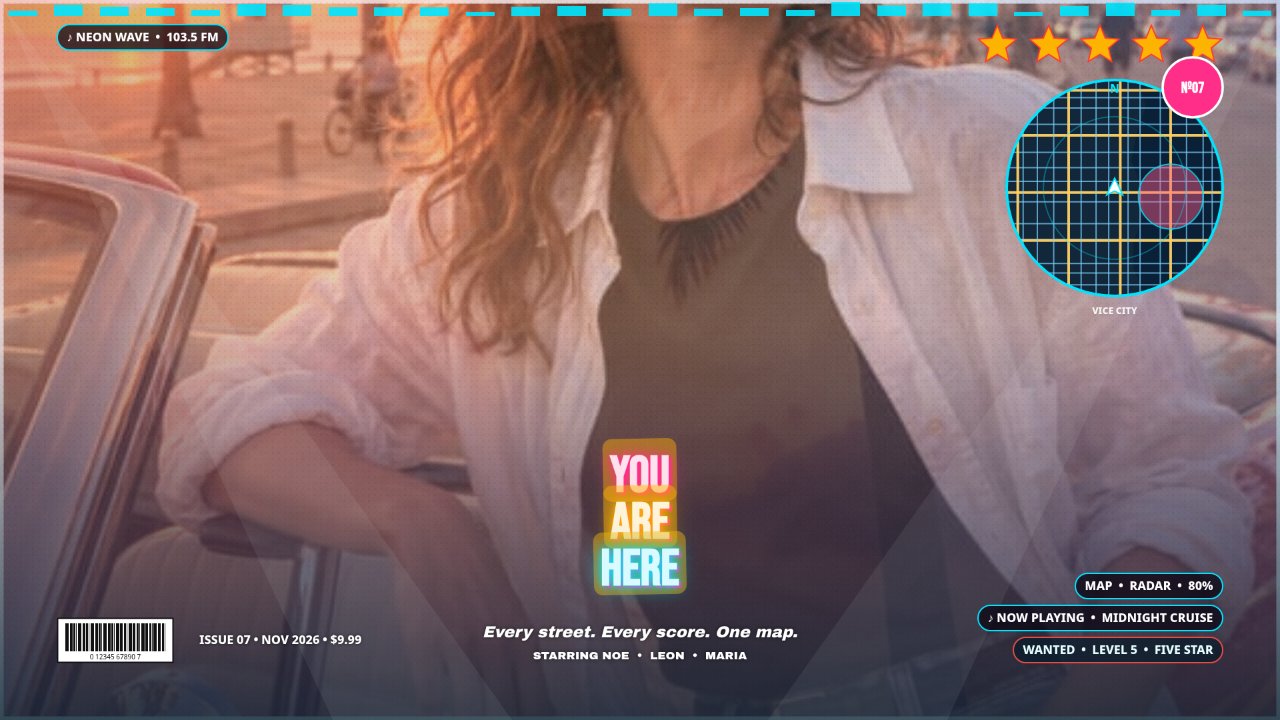 ♪ NEON WAVE • 103.5 FM
Nº07
N
VICE CITY
YOU
ARE
HERE
MAP • RADAR • 80%
♪ NOW PLAYING • MIDNIGHT CRUISE
WANTED • LEVEL 5 • FIVE STAR
0 12345 67890 7
ISSUE 07 • NOV 2026 • $9.99
Every street. Every score. One map.
STARRING NOE • LEON • MARIA